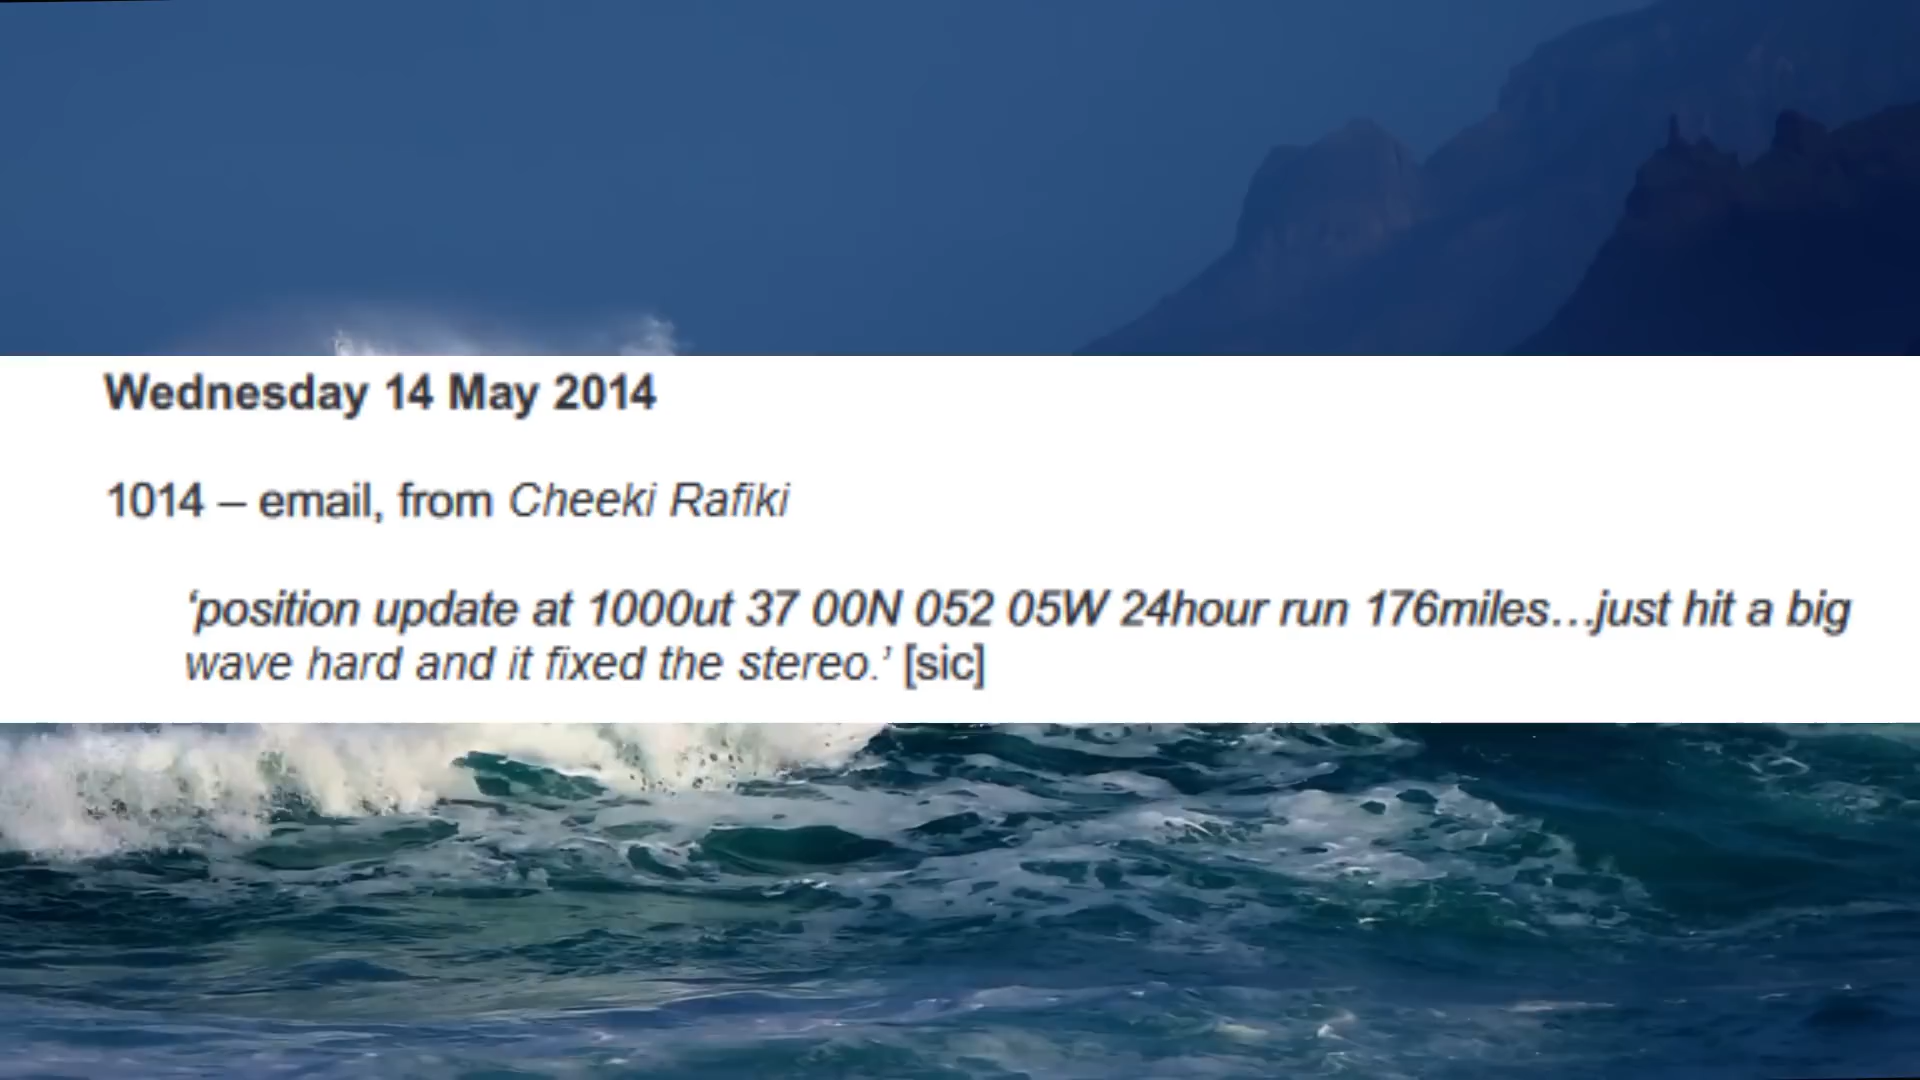 Wednesday 14 May 2014
1014 – email, from Cheeki Rafiki
‘position update at 1000ut 37 00N 052 05W 24hour run 176miles…just hit a big
wave hard and it fixed the stereo.’ [sic]